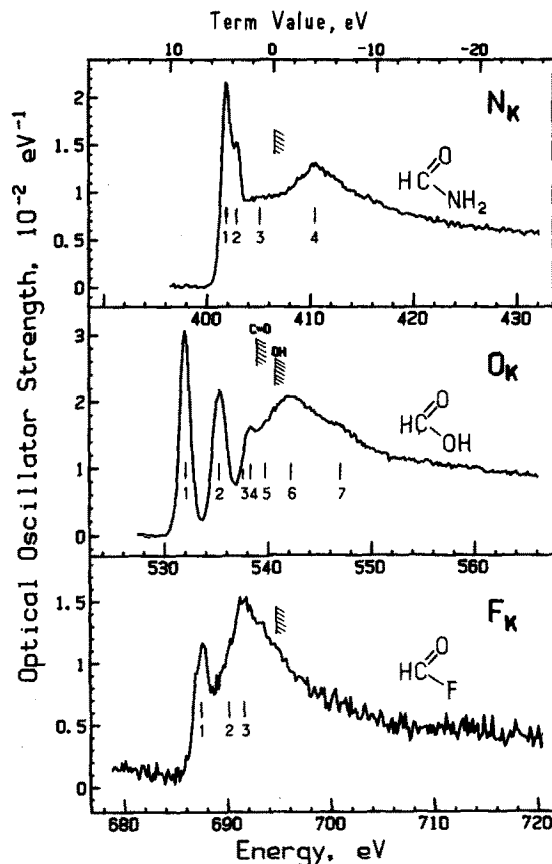 Term Value, eV
10 0 -10 -20
Optical Oscillator Strength, 10⁻² eV⁻¹
2
1.5
1
0.5
0
N_K
HC O NH₂
1 2 3 4
400 410 420 430
3
2
1
0
C=O
OH
O_K
HC O OH
1 2 3 4 5 6 7
530 540 550 560
1.5
1
0.5
0
F_K
HC O F
1 2 3
680 690 700 710 720
Energy, eV